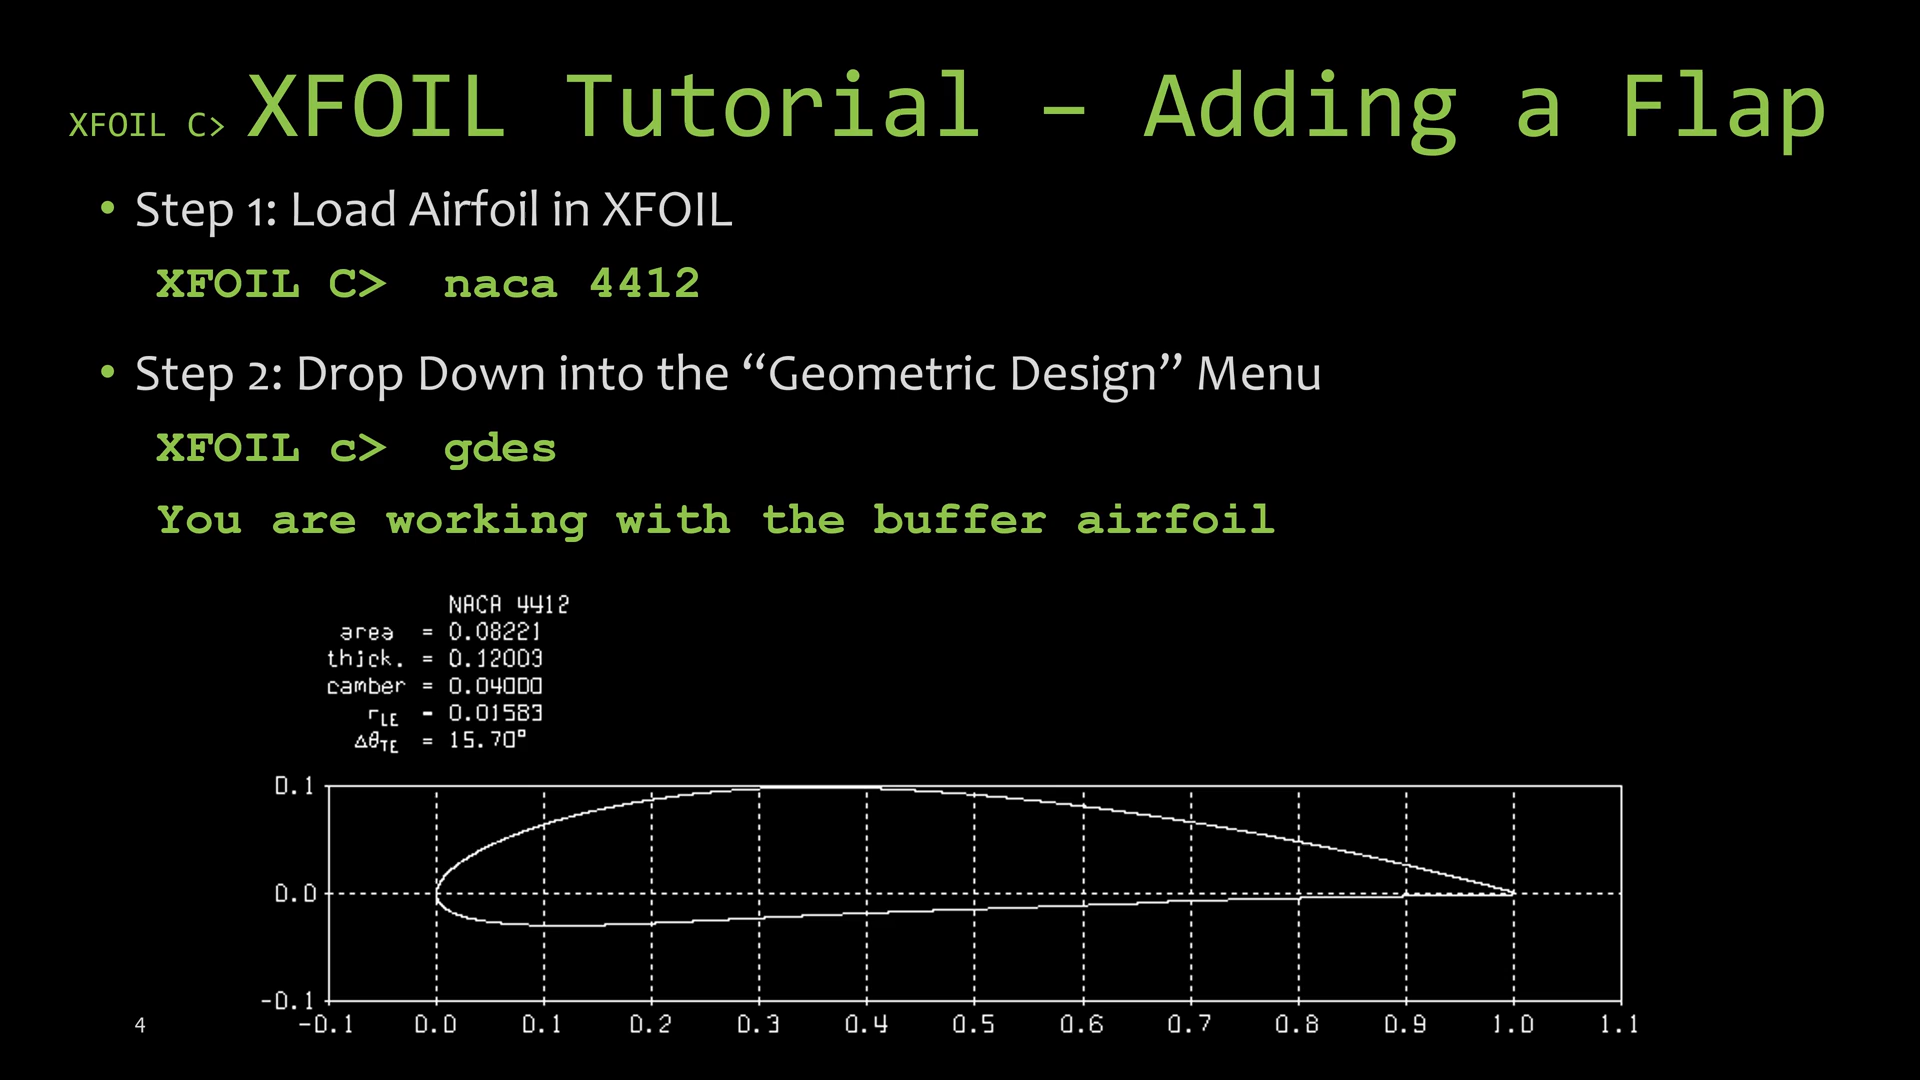 XFOIL C> XFOIL Tutorial – Adding a Flap
• Step 1: Load Airfoil in XFOIL
XFOIL C> naca 4412
• Step 2: Drop Down into the “Geometric Design” Menu
XFOIL c> gdes
You are working with the buffer airfoil
NACA 4412
area = 0.08221
thick. = 0.12003
camber = 0.04000
rLE = 0.01583
ΔθTE = 15.70°
0.1
0.0
-0.1
-0.1 0.0 0.1 0.2 0.3 0.4 0.5 0.6 0.7 0.8 0.9 1.0 1.1
4